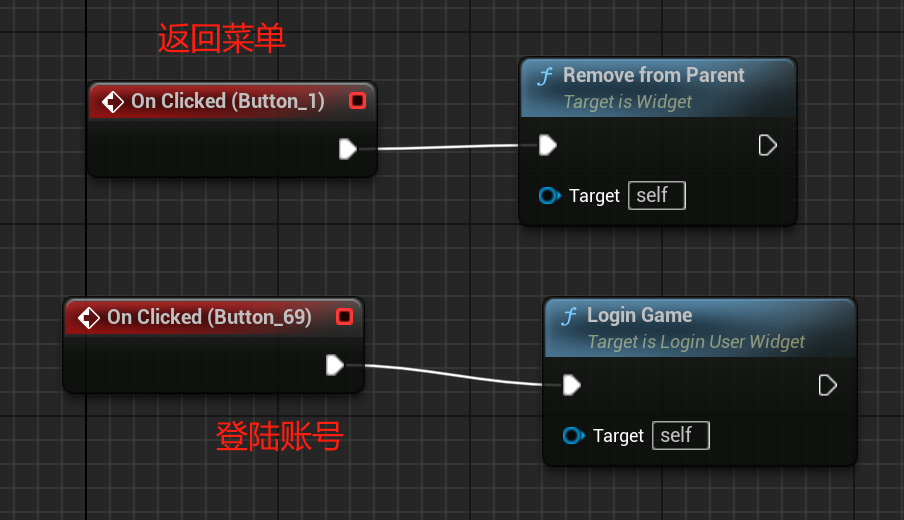 返回菜单
On Clicked (Button_1)
f Remove from Parent
Target is Widget
Target self
On Clicked (Button_69)
f Login Game
Target is Login User Widget
Target self
登陆账号